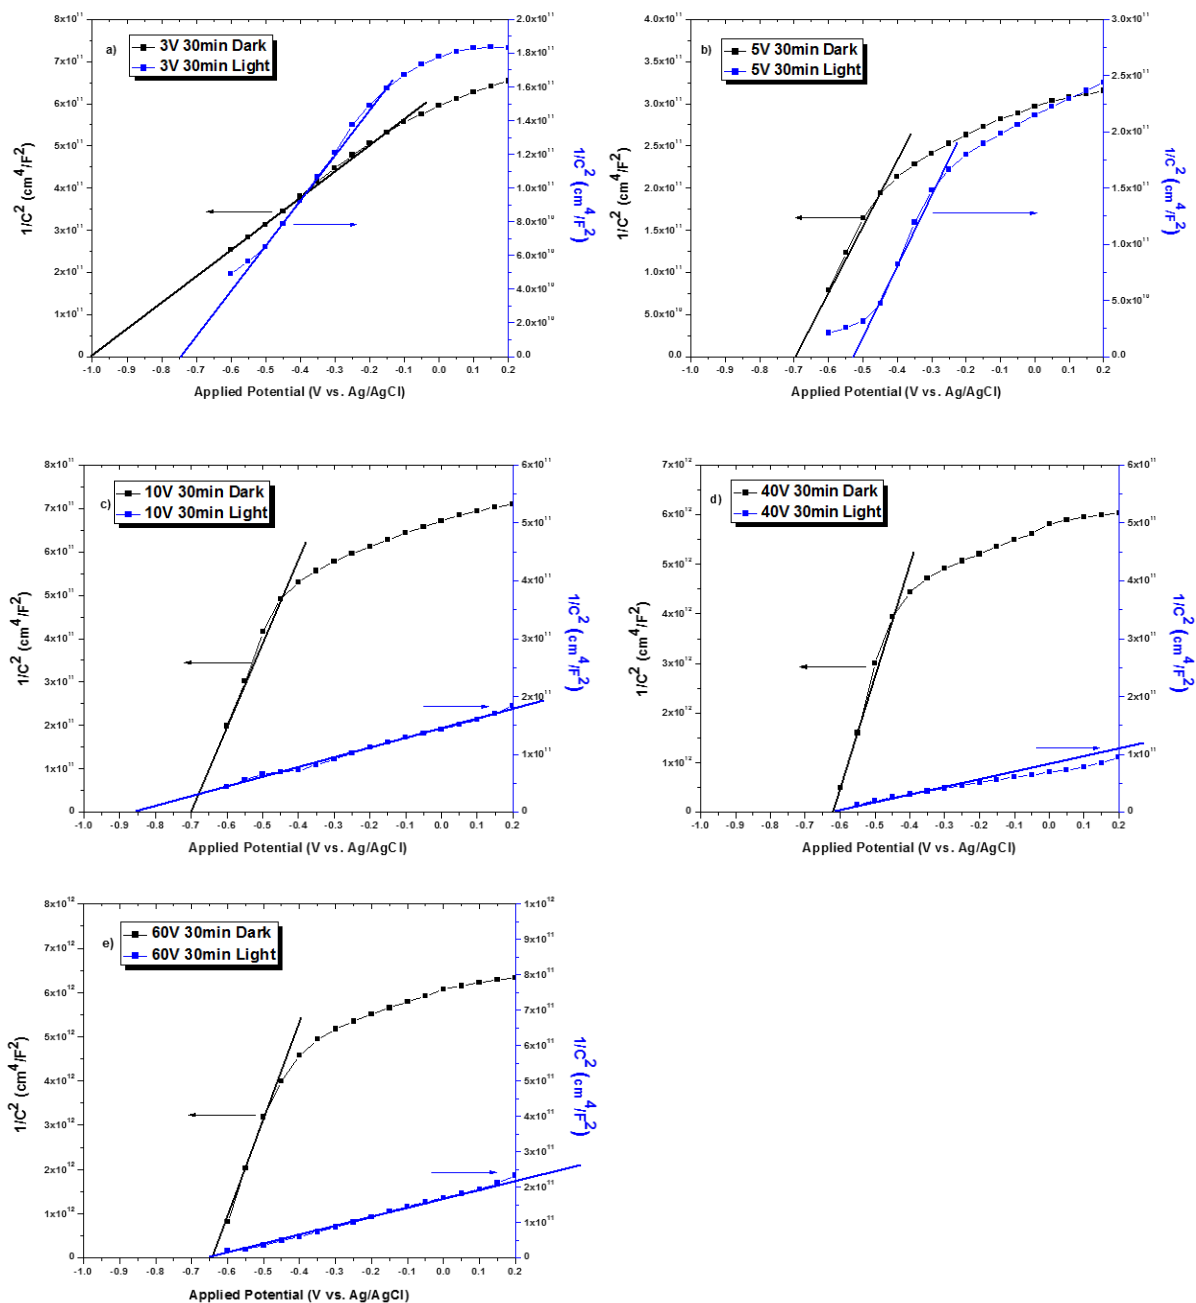 a)
3V 30min Dark
3V 30min Light
8x10¹¹
7x10¹¹
6x10¹¹
5x10¹¹
4x10¹¹
3x10¹¹
2x10¹¹
1x10¹¹
0
1/C² (cm⁴/F²)
2.0x10¹¹
1.8x10¹¹
1.6x10¹¹
1.4x10¹¹
1.2x10¹¹
1.0x10¹¹
8.0x10¹⁰
6.0x10¹⁰
4.0x10¹⁰
2.0x10¹⁰
0.0
1/C² (cm⁴/F²)
-1.0 -0.9 -0.8 -0.7 -0.6 -0.5 -0.4 -0.3 -0.2 -0.1 0.0 0.1 0.2
Applied Potential (V vs. Ag/AgCl)
b)
5V 30min Dark
5V 30min Light
4.0x10¹¹
3.5x10¹¹
3.0x10¹¹
2.5x10¹¹
2.0x10¹¹
1.5x10¹¹
1.0x10¹¹
5.0x10¹⁰
0.0
1/C² (cm⁴/F²)
3.0x10¹¹
2.5x10¹¹
2.0x10¹¹
1.5x10¹¹
1.0x10¹¹
5.0x10¹⁰
0.0
1/C² (cm⁴/F²)
-1.0 -0.9 -0.8 -0.7 -0.6 -0.5 -0.4 -0.3 -0.2 -0.1 0.0 0.1 0.2
Applied Potential (V vs. Ag/AgCl)
c)
10V 30min Dark
10V 30min Light
8x10¹¹
7x10¹¹
6x10¹¹
5x10¹¹
4x10¹¹
3x10¹¹
2x10¹¹
1x10¹¹
0
1/C² (cm⁴/F²)
6x10¹¹
5x10¹¹
4x10¹¹
3x10¹¹
2x10¹¹
1x10¹¹
0
1/C² (cm⁴/F²)
-1.0 -0.9 -0.8 -0.7 -0.6 -0.5 -0.4 -0.3 -0.2 -0.1 0.0 0.1 0.2
Applied Potential (V vs. Ag/AgCl)
d)
40V 30min Dark
40V 30min Light
7x10¹²
6x10¹²
5x10¹²
4x10¹²
3x10¹²
2x10¹²
1x10¹²
0
1/C² (cm⁴/F²)
6x10¹¹
5x10¹¹
4x10¹¹
3x10¹¹
2x10¹¹
1x10¹¹
0
1/C² (cm⁴/F²)
-1.0 -0.9 -0.8 -0.7 -0.6 -0.5 -0.4 -0.3 -0.2 -0.1 0.0 0.1 0.2
Applied Potential (V vs. Ag/AgCl)
e)
60V 30min Dark
60V 30min Light
8x10¹²
7x10¹²
6x10¹²
5x10¹²
4x10¹²
3x10¹²
2x10¹²
1x10¹²
0
1/C² (cm⁴/F²)
1x10¹²
9x10¹¹
8x10¹¹
7x10¹¹
6x10¹¹
5x10¹¹
4x10¹¹
3x10¹¹
2x10¹¹
1x10¹¹
0
1/C² (cm⁴/F²)
-1.0 -0.9 -0.8 -0.7 -0.6 -0.5 -0.4 -0.3 -0.2 -0.1 0.0 0.1 0.2
Applied Potential (V vs. Ag/AgCl)